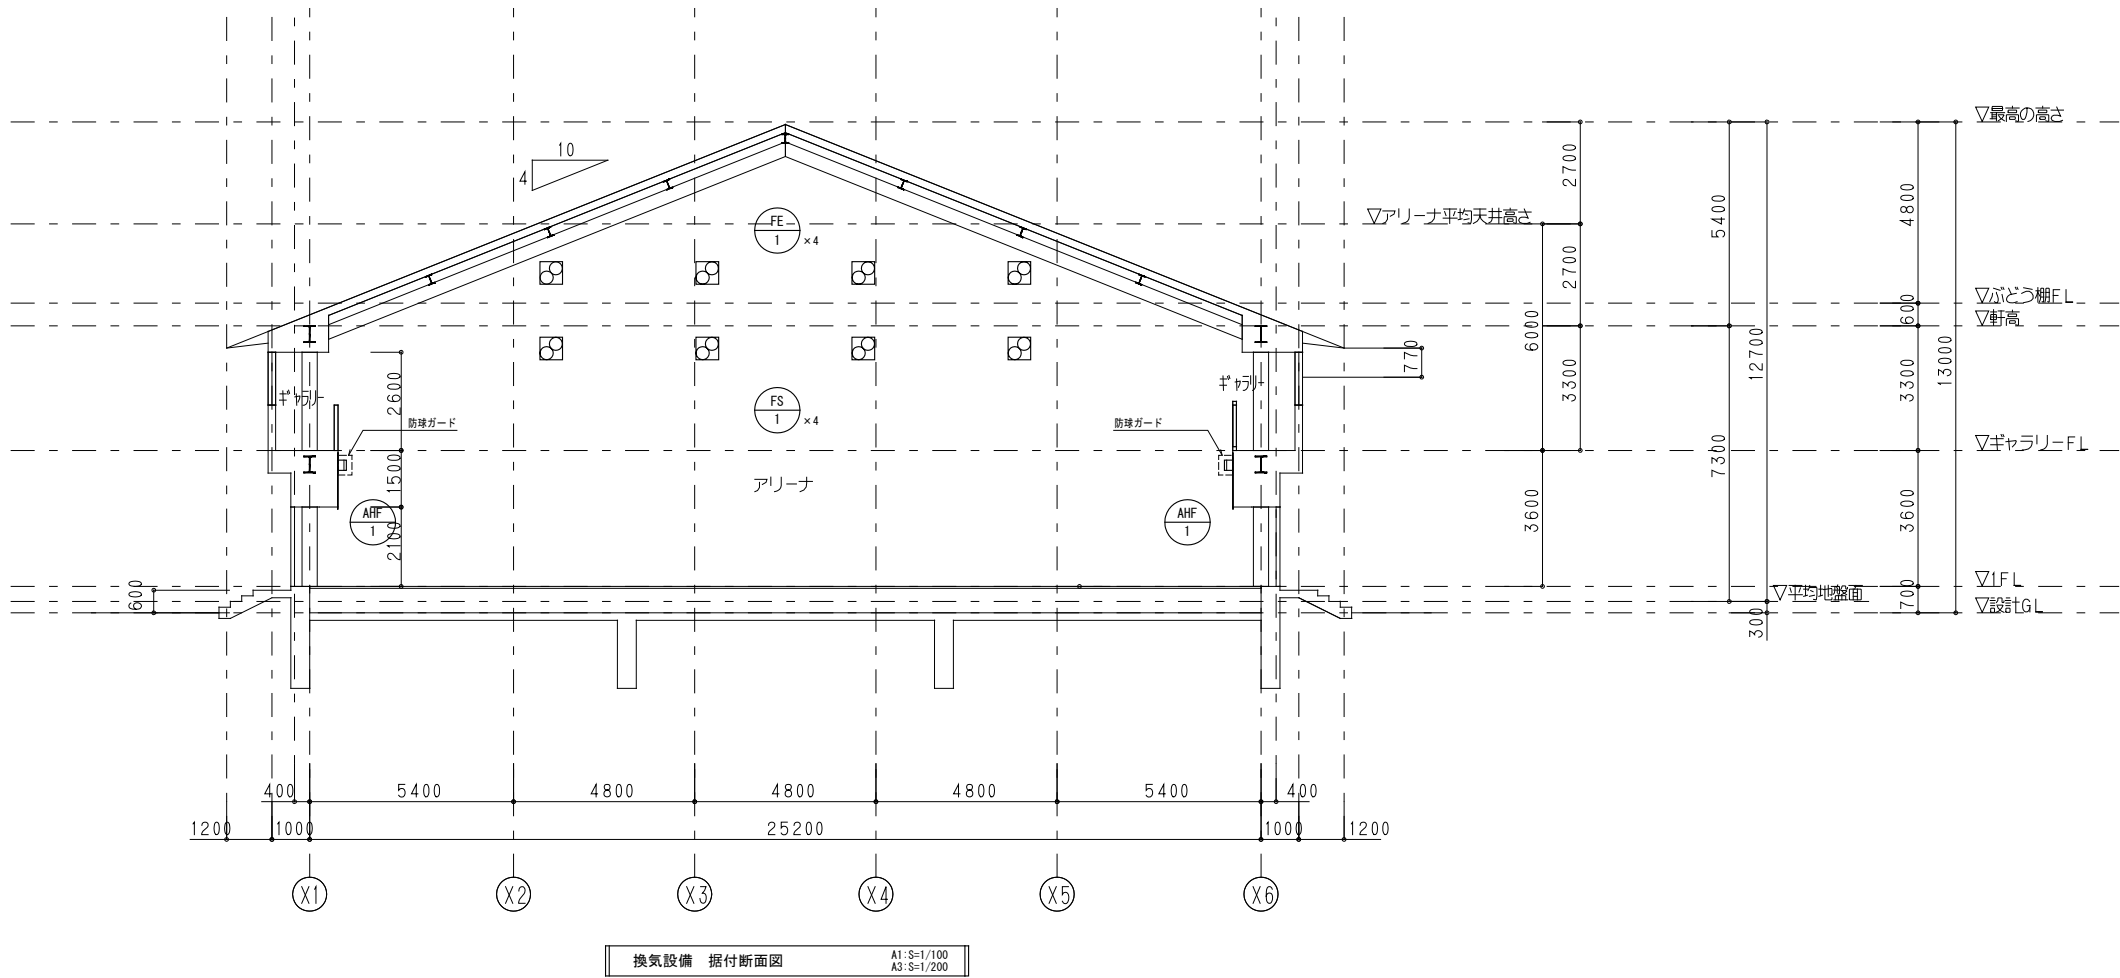 ▽最高の高さ
10
4
2700
5400
4800
▽アリーナ平均天井高さ
FE
1
×4
2700
▽ぶどう棚FL
600
▽軒高
6000
12700
13000
770
ギャラリー
ギャラリー
2600
3300
3300
FS
1
×4
防球ガード
防球ガード
▽ギャラリーFL
7300
1500
アリーナ
AHF
1
AHF
1
2100
3600
3600
▽1FL
600
▽平均地盤面
700
▽設計GL
300
400
5400
4800
4800
4800
5400
400
1200
1000
25200
1000
1200
X1
X2
X3
X4
X5
X6
換気設備 据付断面図
A1:S=1/100
A3:S=1/200